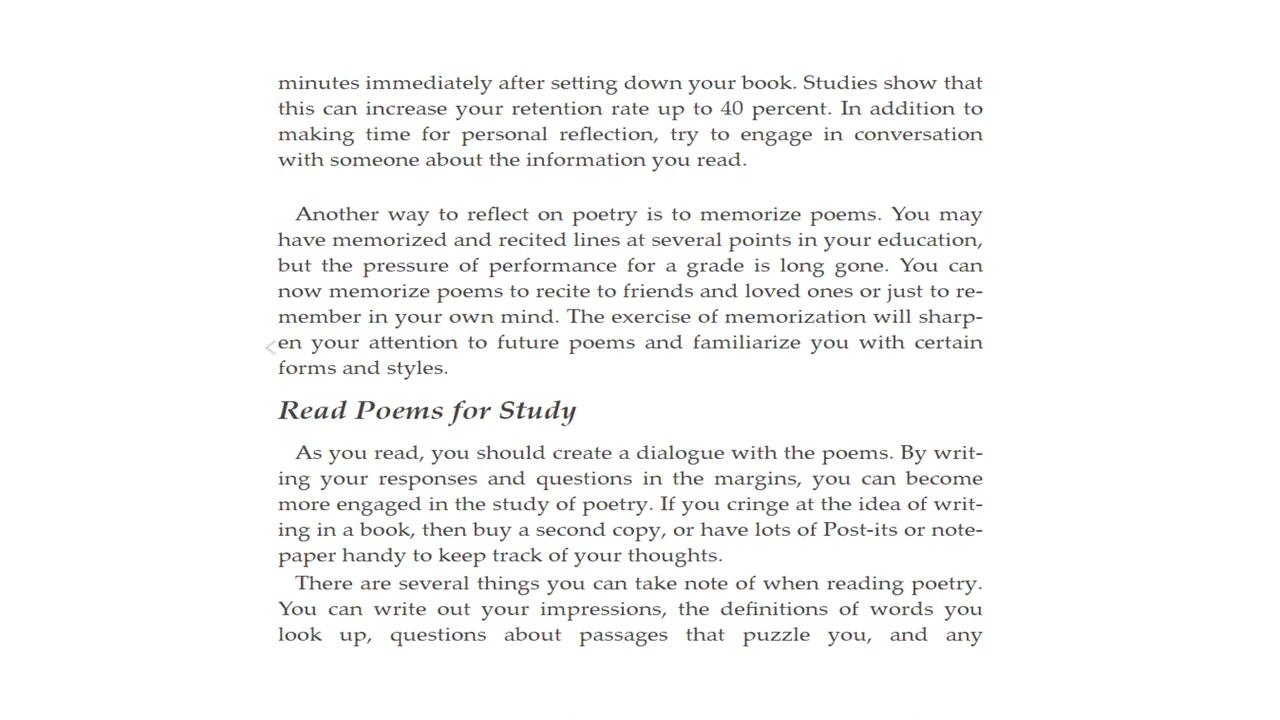 minutes immediately after setting down your book. Studies show that
this can increase your retention rate up to 40 percent. In addition to
making time for personal reflection, try to engage in conversation
with someone about the information you read.
Another way to reflect on poetry is to memorize poems. You may
have memorized and recited lines at several points in your education,
but the pressure of performance for a grade is long gone. You can
now memorize poems to recite to friends and loved ones or just to re-
member in your own mind. The exercise of memorization will sharp-
en your attention to future poems and familiarize you with certain
forms and styles.
Read Poems for Study
As you read, you should create a dialogue with the poems. By writ-
ing your responses and questions in the margins, you can become
more engaged in the study of poetry. If you cringe at the idea of writ-
ing in a book, then buy a second copy, or have lots of Post-its or note-
paper handy to keep track of your thoughts.
There are several things you can take note of when reading poetry.
You can write out your impressions, the definitions of words you
look up, questions about passages that puzzle you, and any